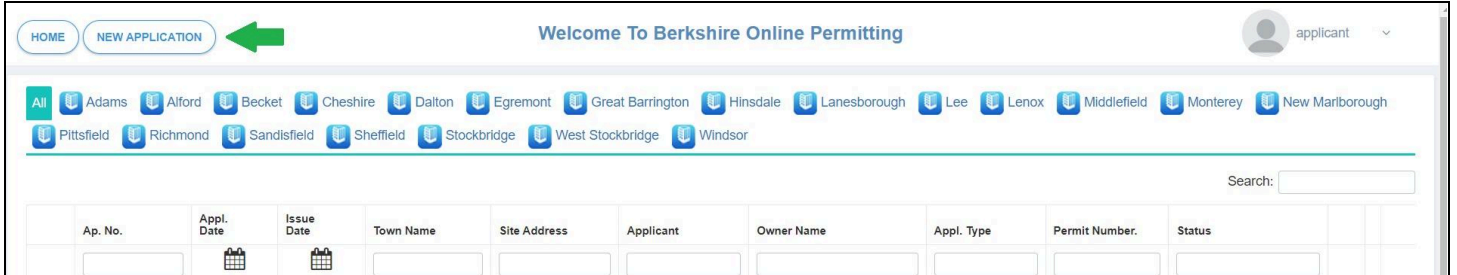 HOME NEW APPLICATION Welcome To Berkshire Online Permitting applicant
All Adams Alford Becket Cheshire Dalton Egremont Great Barrington Hinsdale Lanesborough Lee Lenox Middlefield Monterey New Marlborough
Pittsfield Richmond Sandisfield Sheffield Stockbridge West Stockbridge Windsor
Search:
Ap. No. Appl. Date Issue Date Town Name Site Address Applicant Owner Name Appl. Type Permit Number. Status